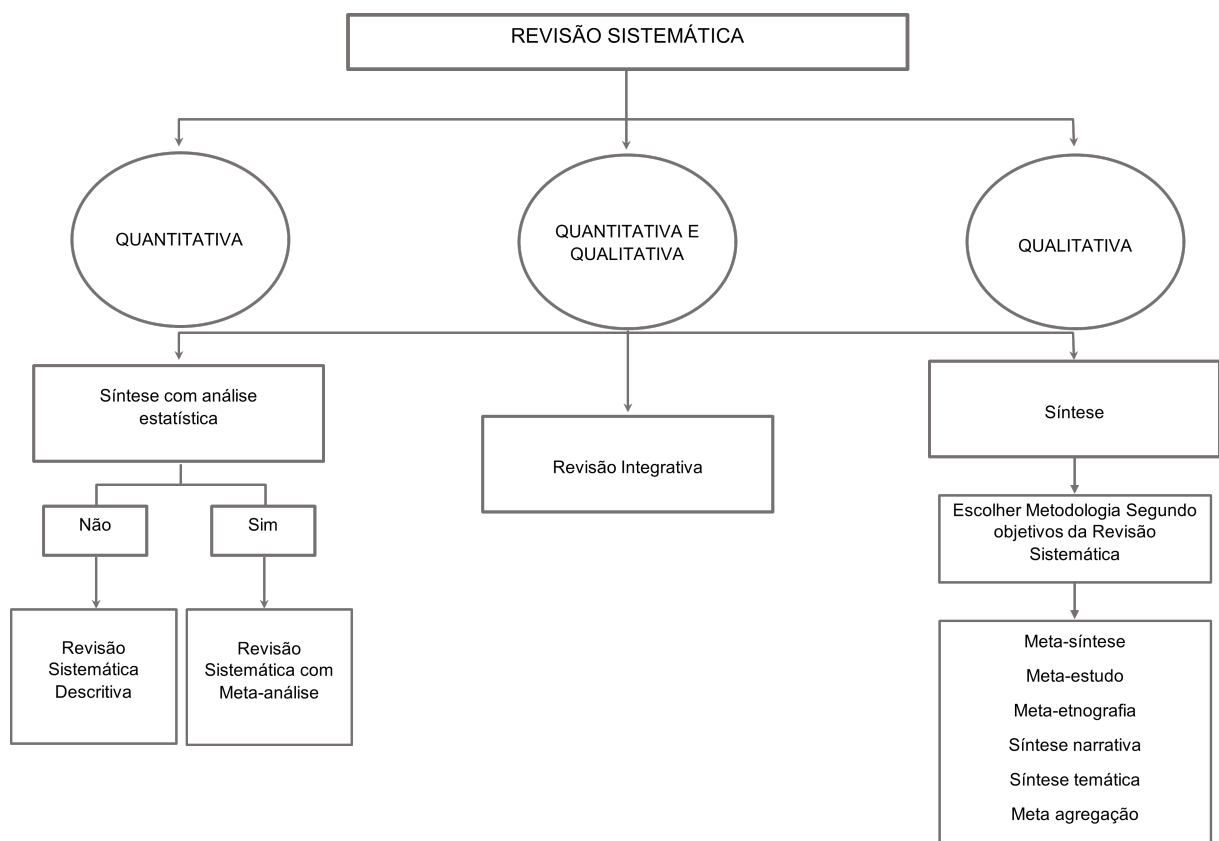 REVISÃO SISTEMÁTICA
QUANTITATIVA
QUANTITATIVA E
QUALITATIVA
QUALITATIVA
Síntese com análise
estatística
Revisão Integrativa
Síntese
Não
Sim
Escolher Metodologia Segundo
objetivos da Revisão
Sistemática
Revisão
Sistemática
Descritiva
Revisão
Sistemática com
Meta-análise
Meta-síntese
Meta-estudo
Meta-etnografia
Síntese narrativa
Síntese temática
Meta agregação